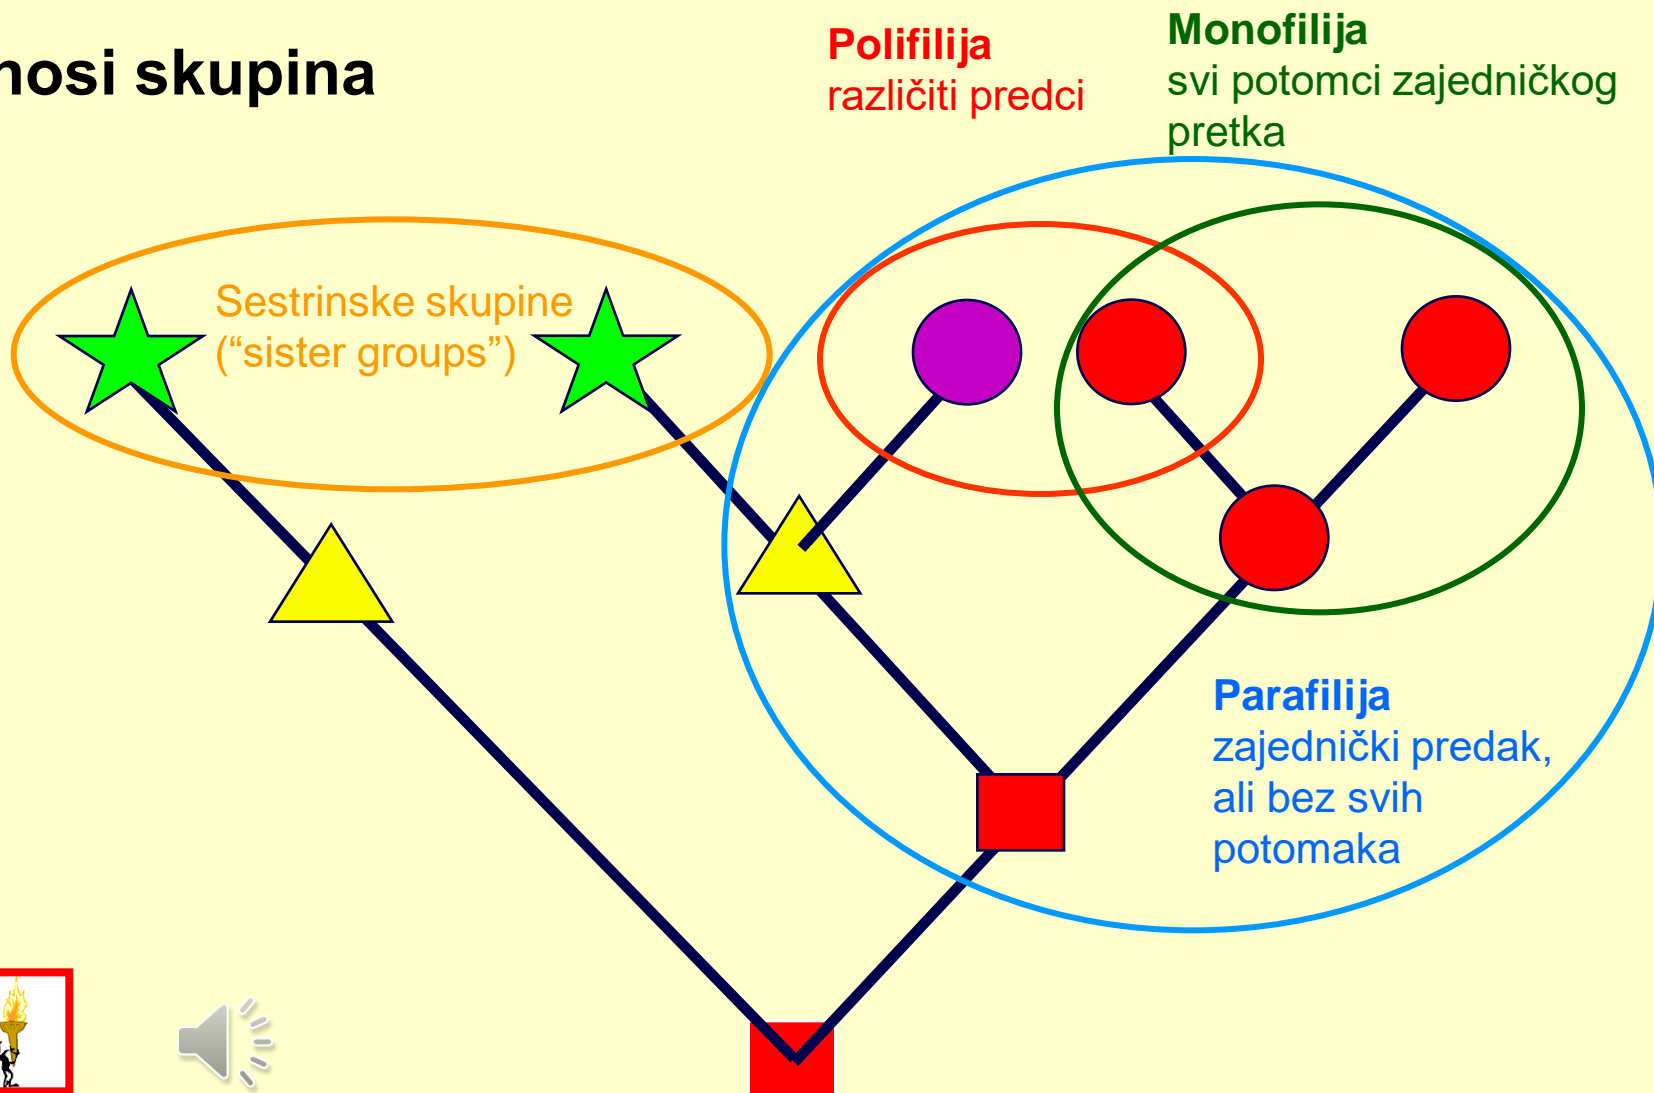 nosi skupina
Polifilija
različiti predci
Monofilija
svi potomci zajedničkog
pretka
Sestrinske skupine
(“sister groups”)
Parafilija
zajednički predak,
ali bez svih
potomaka